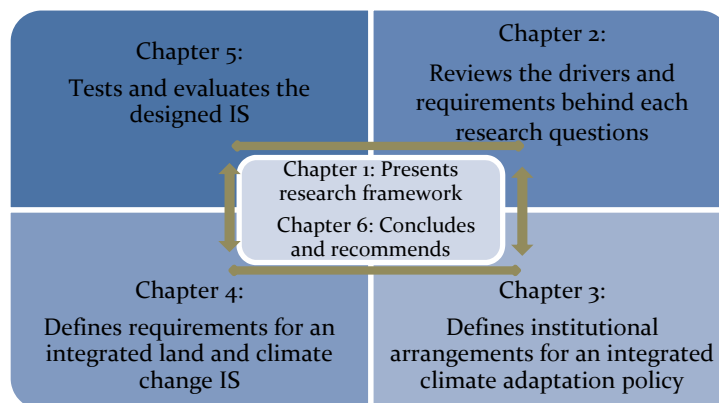 Chapter 5:
Tests and evaluates the
designed IS
Chapter 2:
Reviews the drivers and
requirements behind each
research questions
Chapter 1: Presents
research framework
Chapter 6: Concludes
and recommends
Chapter 4:
Defines requirements for an
integrated land and climate
change IS
Chapter 3:
Defines institutional
arrangements for an integrated
climate adaptation policy